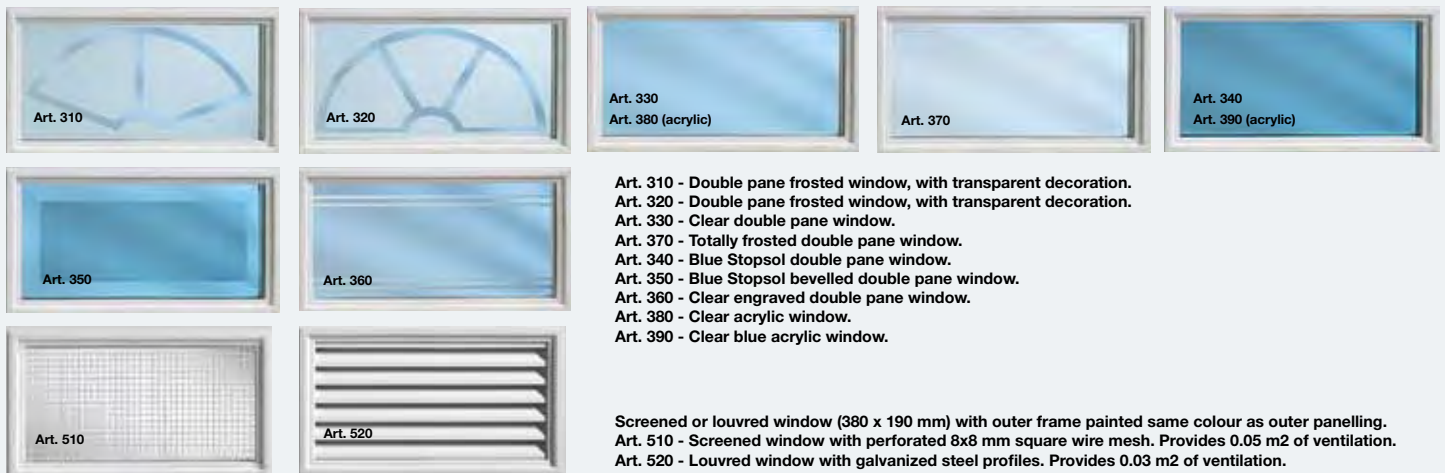 Art. 310
Art. 320
Art. 330
Art. 380 (acrylic)
Art. 370
Art. 340
Art. 390 (acrylic)
Art. 350
Art. 360
Art. 510
Art. 520
Art. 310 - Double pane frosted window, with transparent decoration.
Art. 320 - Double pane frosted window, with transparent decoration.
Art. 330 - Clear double pane window.
Art. 370 - Totally frosted double pane window.
Art. 340 - Blue Stopsol double pane window.
Art. 350 - Blue Stopsol bevelled double pane window.
Art. 360 - Clear engraved double pane window.
Art. 380 - Clear acrylic window.
Art. 390 - Clear blue acrylic window.
Screened or louvred window (380 x 190 mm) with outer frame painted same colour as outer panelling.
Art. 510 - Screened window with perforated 8x8 mm square wire mesh. Provides 0.05 m2 of ventilation.
Art. 520 - Louvred window with galvanized steel profiles. Provides 0.03 m2 of ventilation.